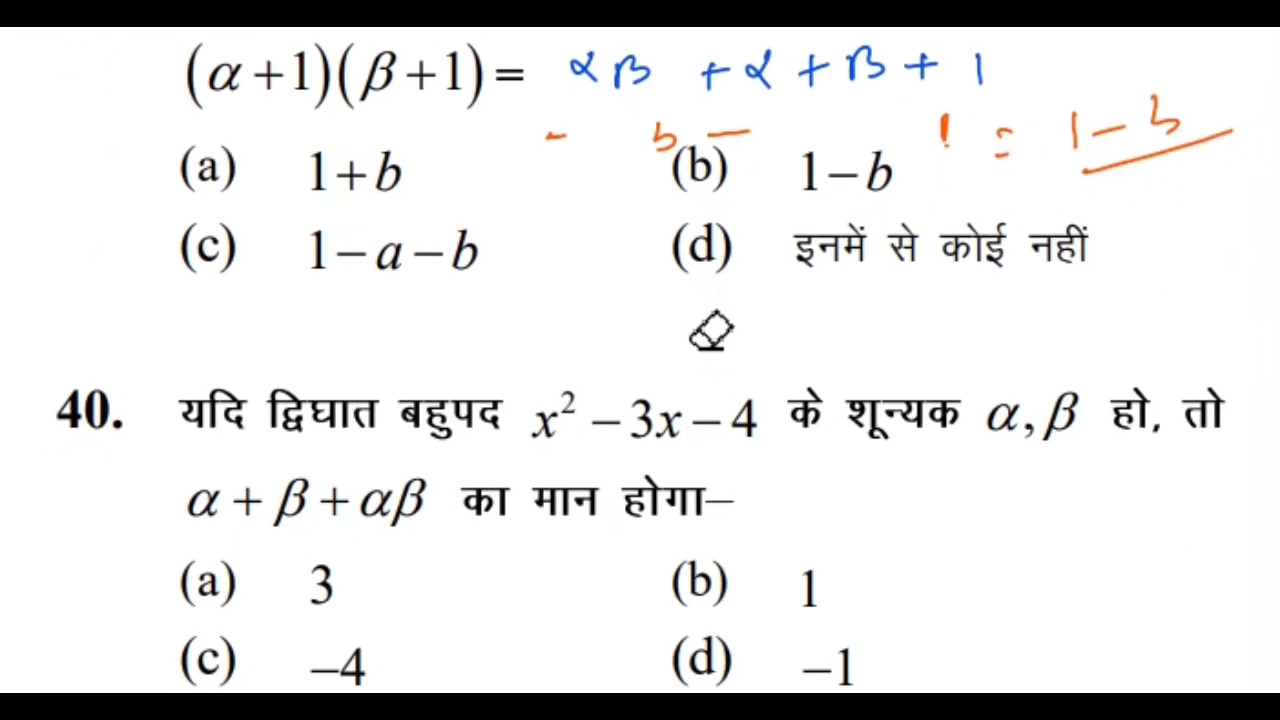 (α+1)(β+1)= αβ + α + β + 1
- b - 1 = 1-b
(a) 1+b (b) 1-b
(c) 1-a-b (d) इनमें से कोई नहीं
40. यदि द्विघात बहुपद x² - 3x - 4 के शून्यक α, β हो, तो
α + β + αβ का मान होगा–
(a) 3 (b) 1
(c) -4 (d) -1